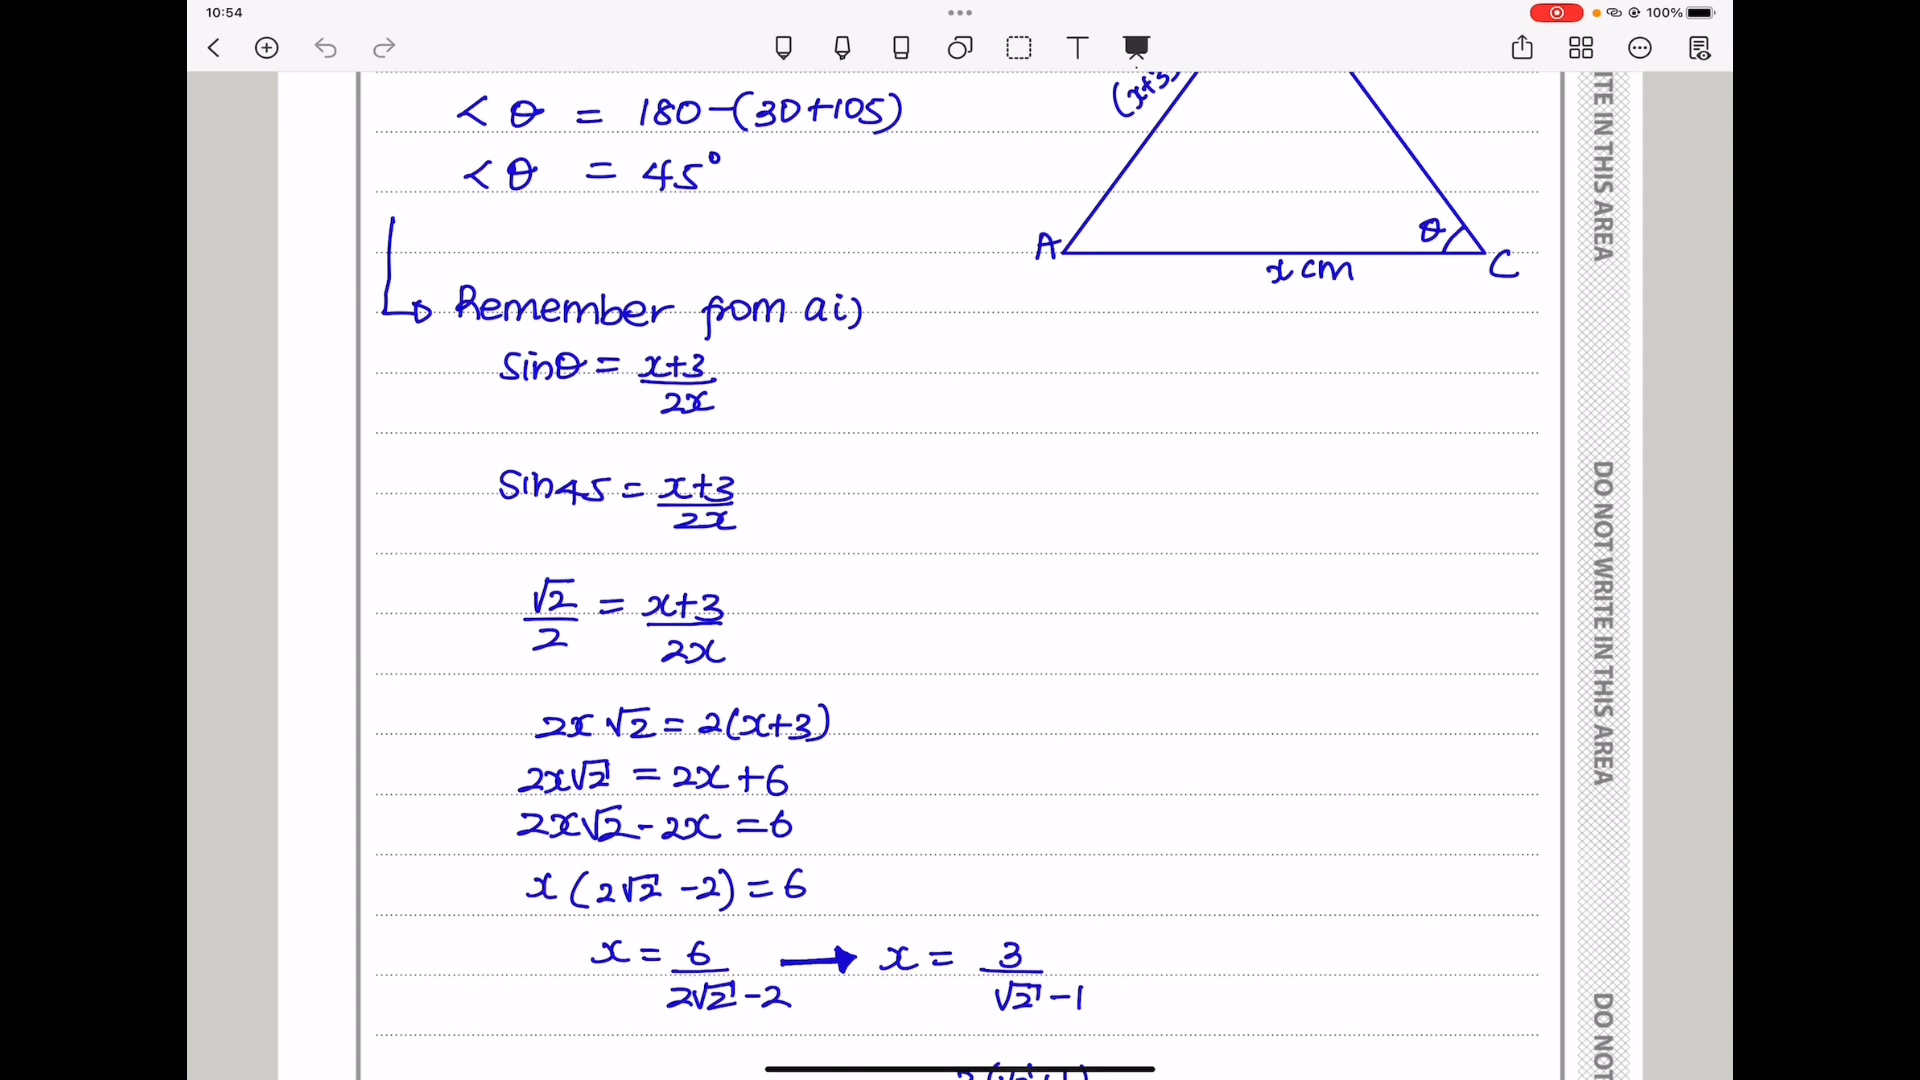 10:54
100%
< θ = 180-(30+105)
< θ = 45°
(x+3)
A
θ
C
x cm
Remember from ai)
Sinθ = x+3/2x
Sin45 = x+3/2x
√2/2 = x+3/2x
2x√2 = 2(x+3)
2x√2 = 2x+6
2x√2 - 2x = 6
x(2√2 - 2) = 6
x = 6/2√2 - 2 → x = 3/√2 - 1
TE IN THIS AREA
DO NOT WRITE IN THIS AREA
DO NOT